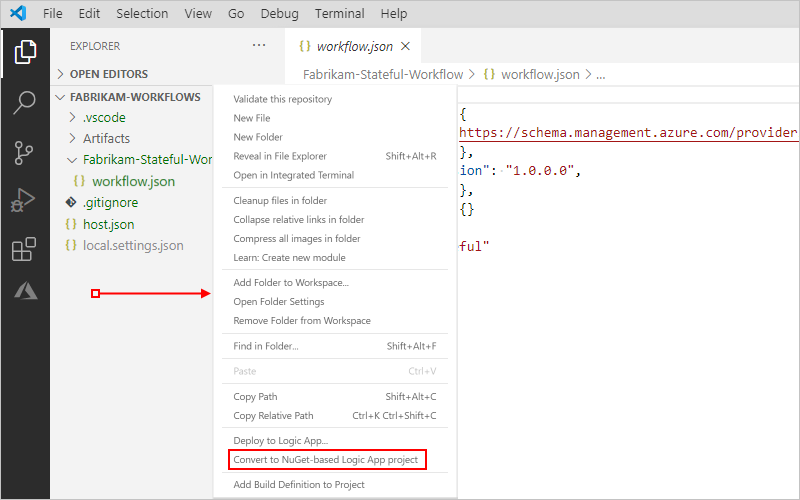 File Edit Selection View Go Debug Terminal Help
EXPLORER ...
{} workflow.json ×
OPEN EDITORS
Fabrikam-Stateful-Workflow > {} workflow.json > ...
FABRIKAM-WORKFLOWS
.vscode
Artifacts
Fabrikam-Stateful-Wor
{} workflow.json
.gitignore
{} host.json
{} local.settings.json
Validate this repository
New File
New Folder
Reveal in File Explorer Shift+Alt+R
Open in Integrated Terminal
Cleanup files in folder
Collapse relative links in folder
Compress all images in folder
Learn: Create new module
Add Folder to Workspace...
Open Folder Settings
Remove Folder from Workspace
Find in Folder... Shift+Alt+F
Paste Ctrl+V
Copy Path Shift+Alt+C
Copy Relative Path Ctrl+K Ctrl+Shift+C
Deploy to Logic App...
Convert to NuGet-based Logic App project
Add Build Definition to Project
{
https://schema.management.azure.com/provider
},
ion": "1.0.0.0",
},
{}
ful"